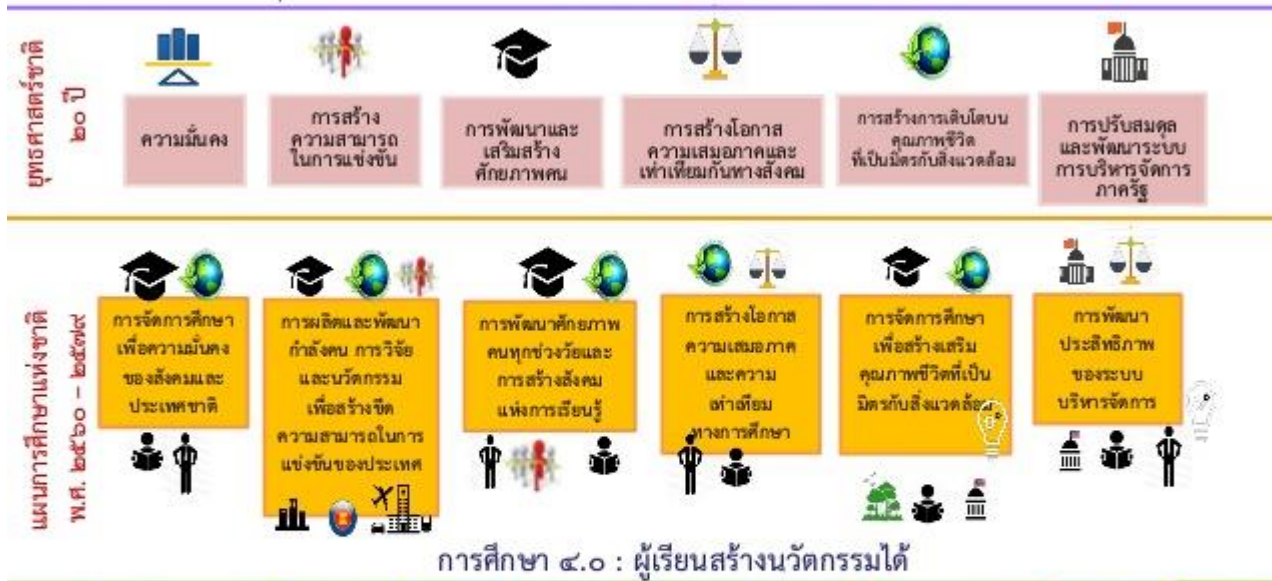 ยุทธศาสตร์ชาติ
๒๐ ปี
ความมั่นคง
การสร้าง
ความสามารถ
ในการแข่งขัน
การพัฒนาและ
เสริมสร้าง
ศักยภาพคน
การสร้างโอกาส
ความเสมอภาคและ
เท่าเทียมกันทางสังคม
การสร้างการเติบโตบน
คุณภาพชีวิต
ที่เป็นมิตรกับสิ่งแวดล้อม
การปรับสมดุล
และพัฒนาระบบ
การบริหารจัดการ
ภาครัฐ
แผนการศึกษาแห่งชาติ
พ.ศ. ๒๕๖๐ – ๒๕๗๙
การจัดการศึกษา
เพื่อความมั่นคง
ของสังคมและ
ประเทศชาติ
การผลิตและพัฒนา
กำลังคน การวิจัย
และนวัตกรรม
เพื่อสร้างขีด
ความสามารถในการ
แข่งขันของประเทศ
การพัฒนาศักยภาพ
คนทุกช่วงวัยและ
การสร้างสังคม
แห่งการเรียนรู้
การสร้างโอกาส
ความเสมอภาค
และความ
เท่าเทียม
ทางการศึกษา
การจัดการศึกษา
เพื่อสร้างเสริม
คุณภาพชีวิตที่เป็น
มิตรกับสิ่งแวดล้อม
การพัฒนา
ประสิทธิภาพ
ของระบบ
บริหารจัดการ
การศึกษา ๔.๐ : ผู้เรียนสร้างนวัตกรรมได้